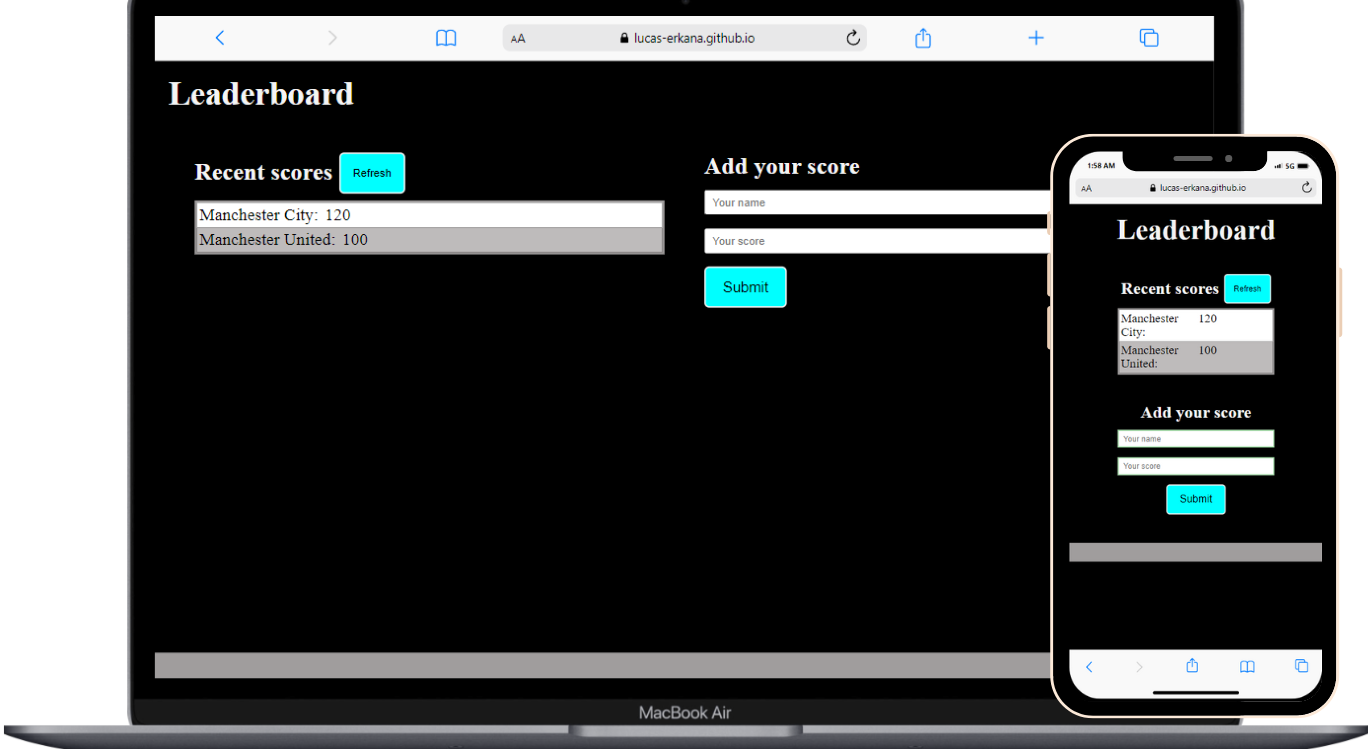 AA
lucas-erkana.github.io
Leaderboard
Recent scores
Refresh
Manchester City: 120
Manchester United: 100
Add your score
Your name
Your score
Submit
MacBook Air
1:58 AM
5G
AA
lucas-erkana.github.io
Leaderboard
Recent scores
Refresh
Manchester 120
City:
Manchester 100
United:
Add your score
Your name
Your score
Submit